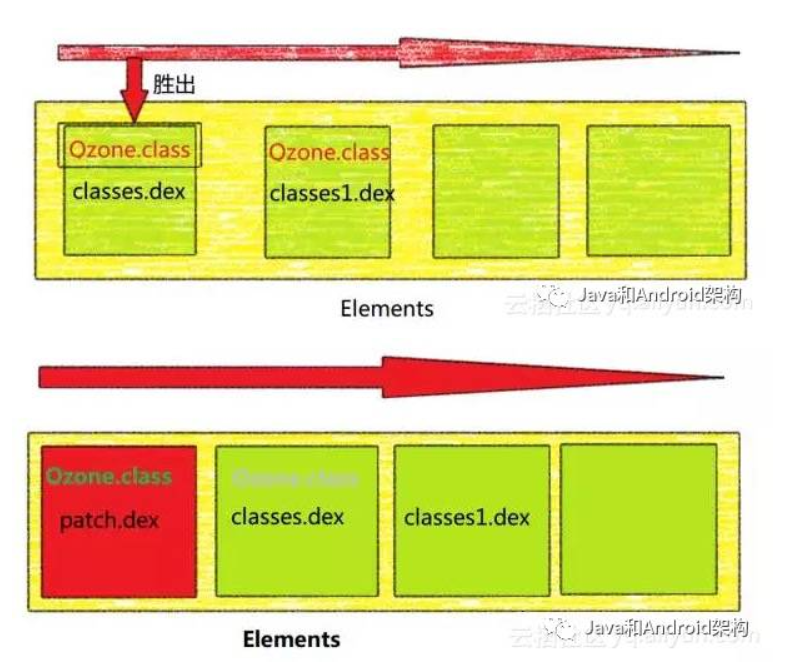 胜出
Ozone.class
classes.dex
Ozone.class
classes1.dex
Elements
Java和Android架构
Ozone.class
patch.dex
Ozone.class
classes.dex
classes1.dex
Elements
Java和Android架构